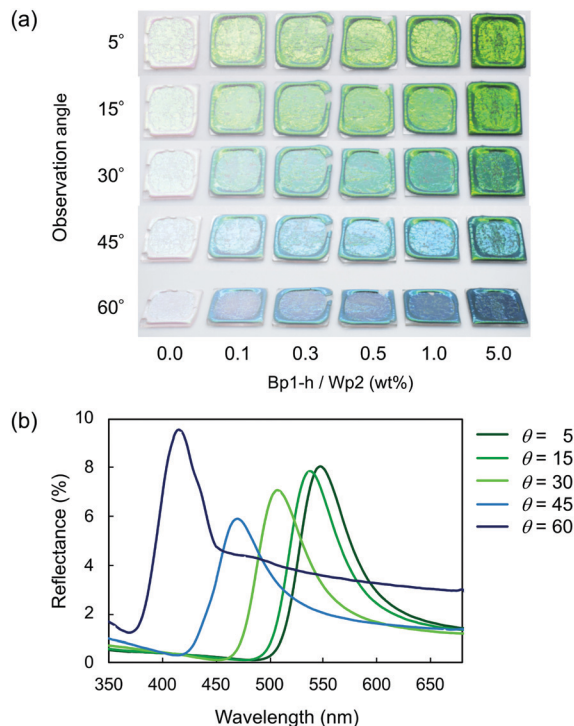 (a)
Observation angle
5°
15°
30°
45°
60°
0.0 0.1 0.3 0.5 1.0 5.0
Bp1-h / Wp2 (wt%)
(b)
Reflectance (%)
10
8
6
4
2
0
350 400 450 500 550 600 650
Wavelength (nm)
θ = 5
θ = 15
θ = 30
θ = 45
θ = 60